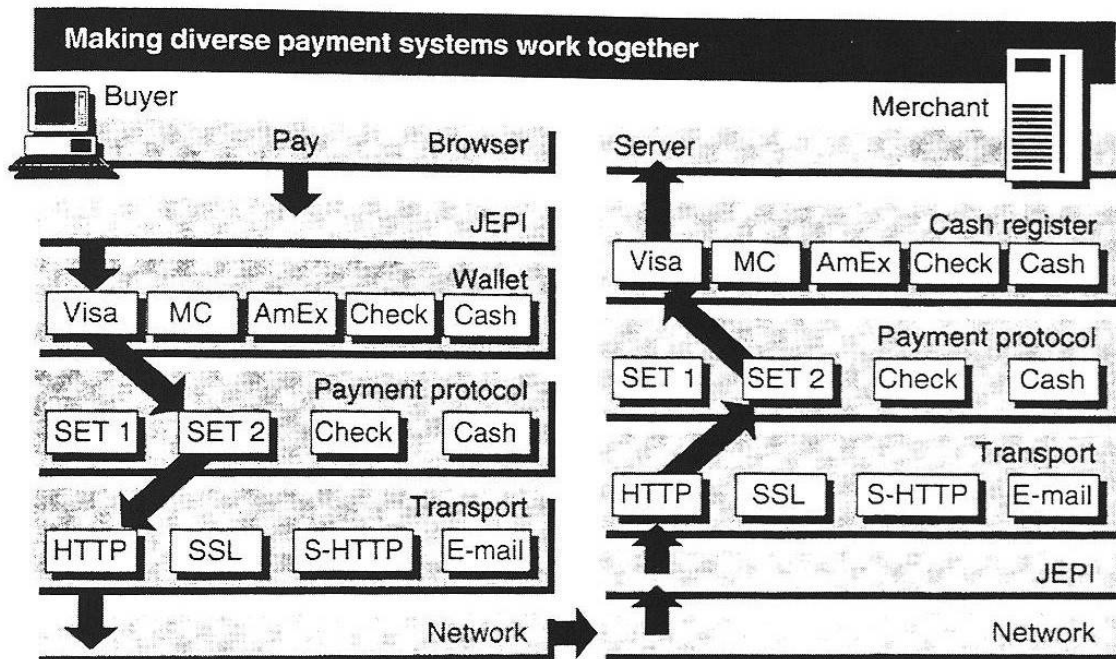 Making diverse payment systems work together
Buyer
Pay Browser
JEPI
Wallet
Visa MC AmEx Check Cash
Payment protocol
SET 1 SET 2 Check Cash
Transport
HTTP SSL S-HTTP E-mail
Network
Merchant
Server
Cash register
Visa MC AmEx Check Cash
Payment protocol
SET 1 SET 2 Check Cash
Transport
HTTP SSL S-HTTP E-mail
JEPI
Network